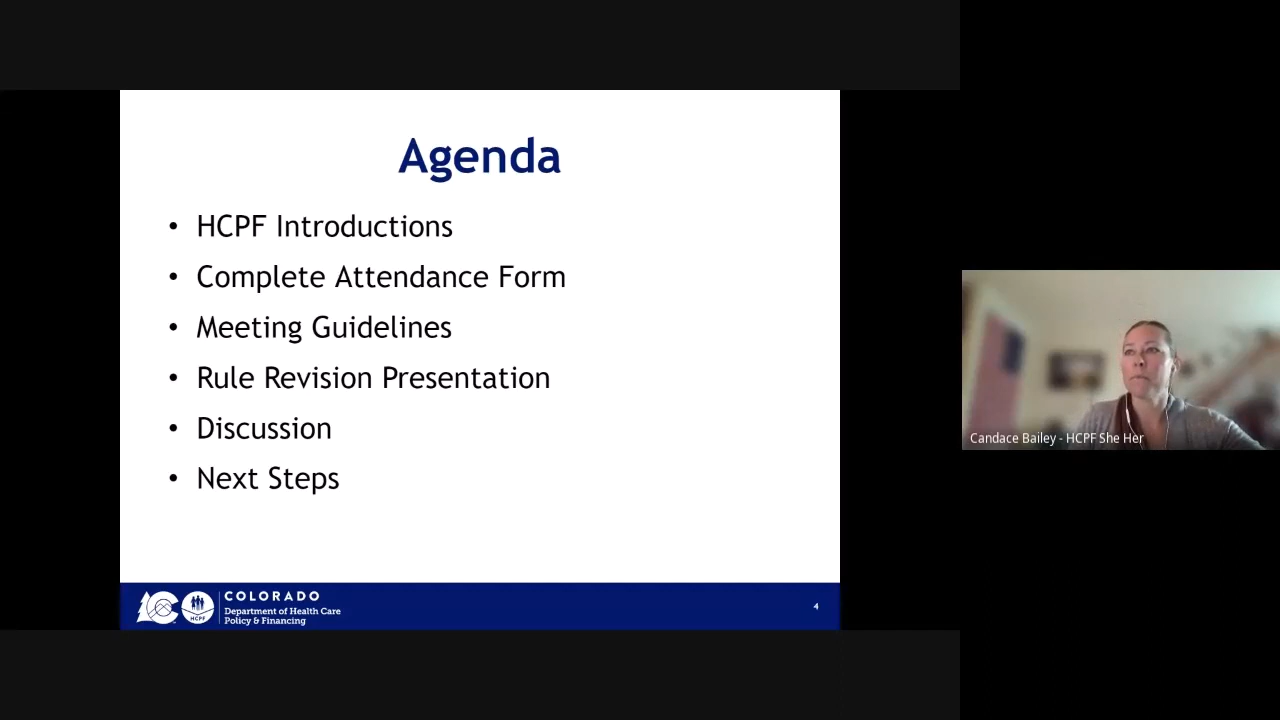 Agenda
• HCPF Introductions
• Complete Attendance Form
• Meeting Guidelines
• Rule Revision Presentation
• Discussion
• Next Steps
HCPF
COLORADO
Department of Health Care
Policy & Financing
4
Candace Bailey - HCPF She Her